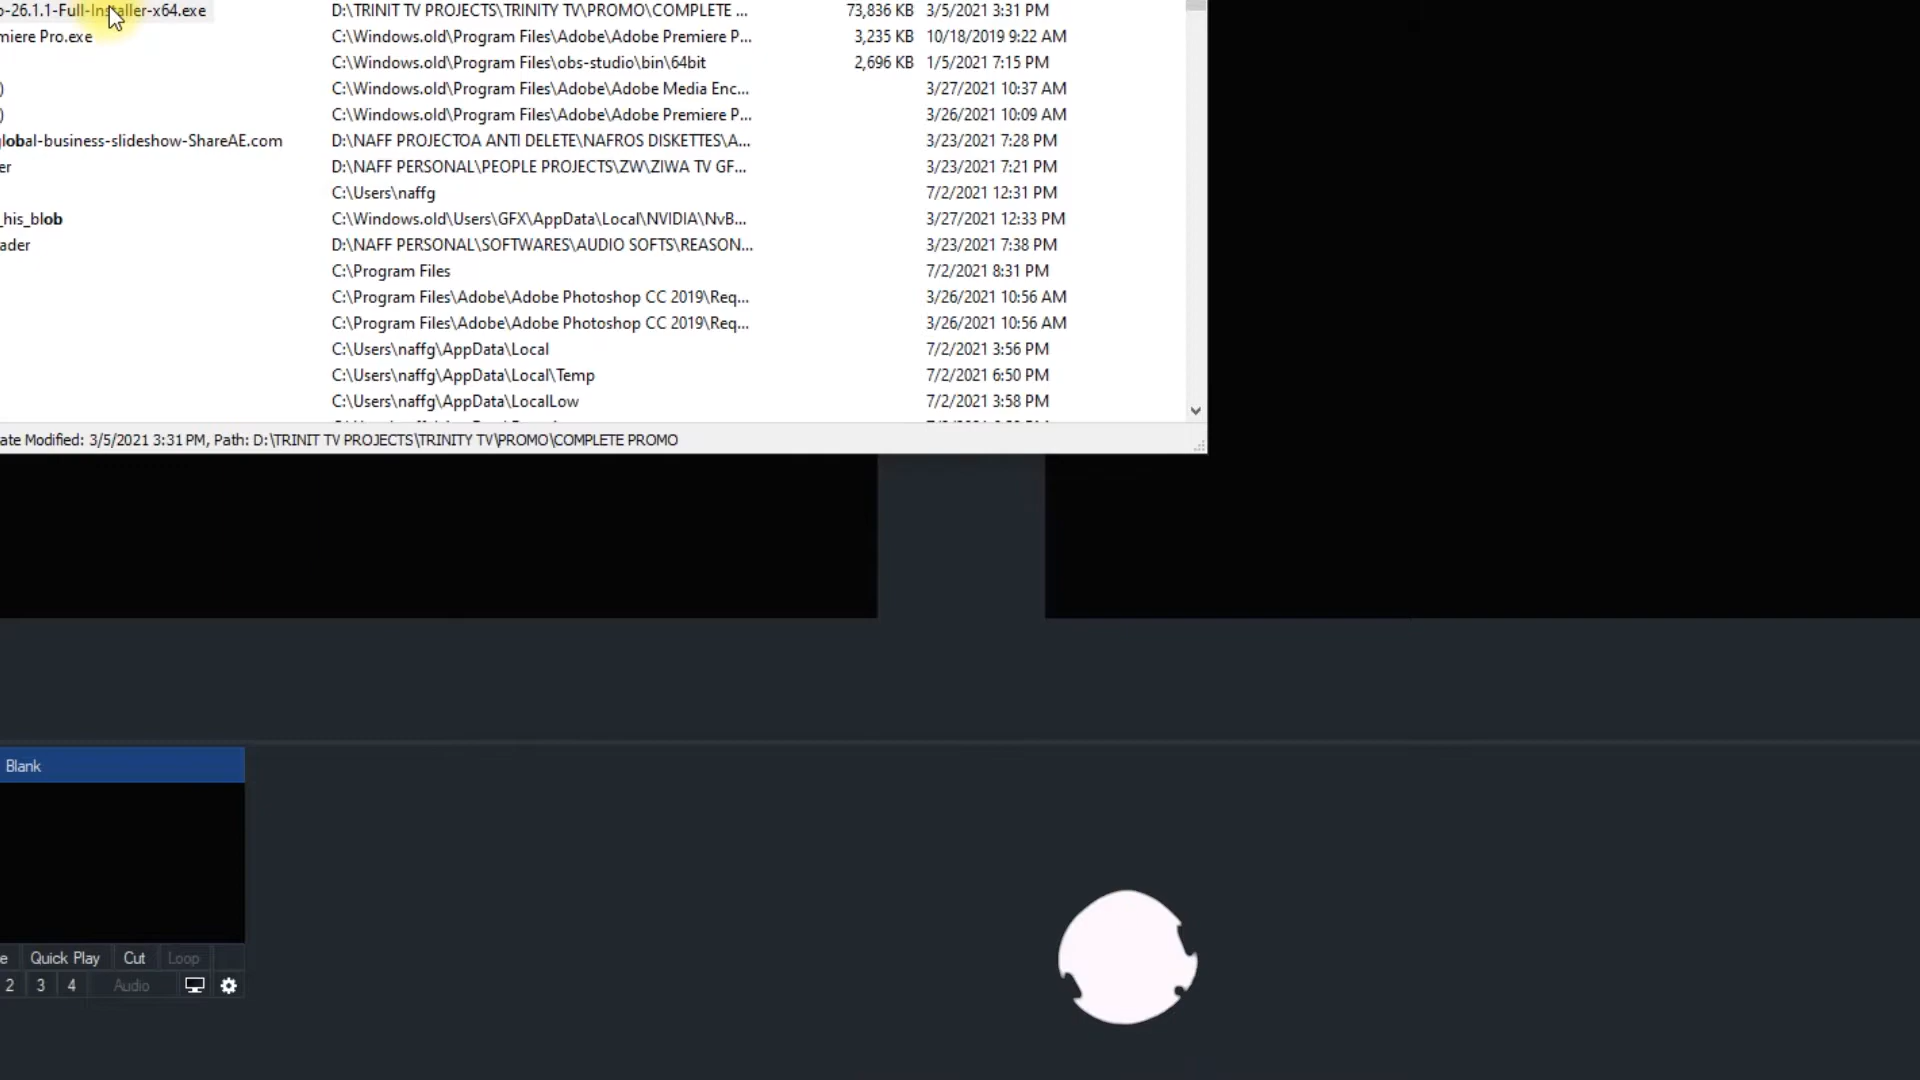 o-26.1.1-Full-Installer-x64.exe D:\TRINIT TV PROJECTS\TRINITY TV\PROMO\COMPLETE ... 73,836 KB 3/5/2021 3:31 PM
miere Pro.exe C:\Windows.old\Program Files\Adobe\Adobe Premiere P... 3,235 KB 10/18/2019 9:22 AM
C:\Windows.old\Program Files\obs-studio\bin\64bit 2,696 KB 1/5/2021 7:15 PM
) C:\Windows.old\Program Files\Adobe\Adobe Media Enc... 3/27/2021 10:37 AM
) C:\Windows.old\Program Files\Adobe\Adobe Premiere P... 3/26/2021 10:09 AM
global-business-slideshow-ShareAE.com D:\NAFF PROJECTOA ANTI DELETE\NAFROS DISKETTES\A... 3/23/2021 7:28 PM
er D:\NAFF PERSONAL\PEOPLE PROJECTS\ZW\ZIWA TV GF... 3/23/2021 7:21 PM
C:\Users\naffg 7/2/2021 12:31 PM
_his_blob C:\Windows.old\Users\GFX\AppData\Local\NVIDIA\NvB... 3/27/2021 12:33 PM
ader D:\NAFF PERSONAL\SOFTWARES\AUDIO SOFTS\REASON... 3/23/2021 7:38 PM
C:\Program Files 7/2/2021 8:31 PM
C:\Program Files\Adobe\Adobe Photoshop CC 2019\Req... 3/26/2021 10:56 AM
C:\Program Files\Adobe\Adobe Photoshop CC 2019\Req... 3/26/2021 10:56 AM
C:\Users\naffg\AppData\Local 7/2/2021 3:56 PM
C:\Users\naffg\AppData\Local\Temp 7/2/2021 6:50 PM
C:\Users\naffg\AppData\LocalLow 7/2/2021 3:58 PM
ate Modified: 3/5/2021 3:31 PM, Path: D:\TRINIT TV PROJECTS\TRINITY TV\PROMO\COMPLETE PROMO
Blank
e Quick Play Cut Loop
2 3 4 Audio